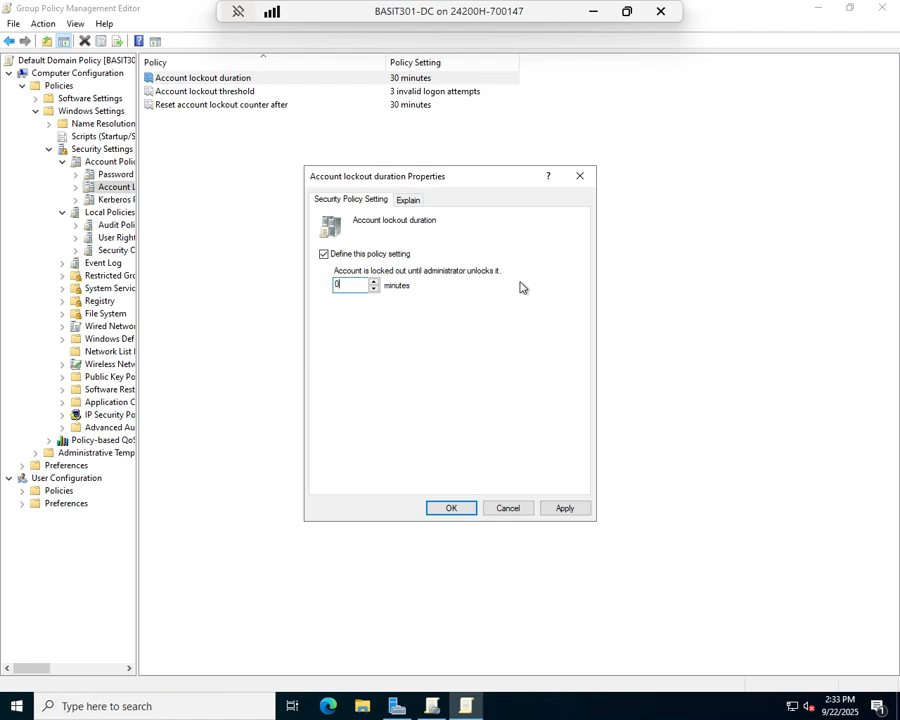 Group Policy Management Editor
BASIT301-DC on 24200H-700147
File Action View Help
Default Domain Policy [BASIT30
Computer Configuration
Policies
Software Settings
Windows Settings
Name Resolution
Scripts (Startup/S
Security Settings
Account Polic
Password
Account L
Kerberos P
Local Policies
Audit Poli
User Right
Security O
Event Log
Restricted Gro
System Servic
Registry
File System
Wired Networ
Windows Def
Network List
Wireless Netw
Public Key Po
Software Rest
Application C
IP Security Po
Advanced Au
Policy-based QoS
Administrative Temp
Preferences
User Configuration
Policies
Preferences
Policy Policy Setting
Account lockout duration 30 minutes
Account lockout threshold 3 invalid logon attempts
Reset account lockout counter after 30 minutes
Account lockout duration Properties
Security Policy Setting Explain
Account lockout duration
Define this policy setting
Account is locked out until administrator unlocks it.
0 minutes
OK Cancel Apply
Type here to search
2:33 PM
9/22/2025
1